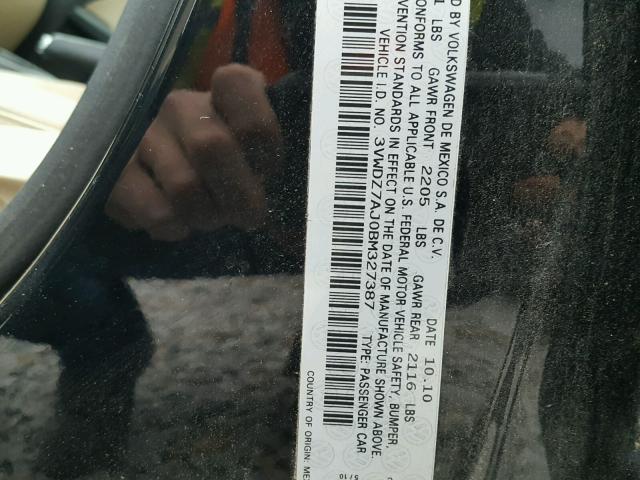 D BY VOLKSWAGEN DE MEXICO S.A. DE C.V. DATE 10.10
1 LBS GAWR FRONT 2205 LBS GAWR REAR 2116 LBS
ONFORMS TO ALL APPLICABLE U.S. FEDERAL MOTOR VEHICLE SAFETY, BUMPER,
VENTION STANDARDS IN EFFECT ON THE DATE OF MANUFACTURE SHOWN ABOVE.
VEHICLE I.D. NO. 3VWDZ7AJ0BM327387 TYPE: PASSENGER CAR
COUNTRY OF ORIGIN: ME
5/10